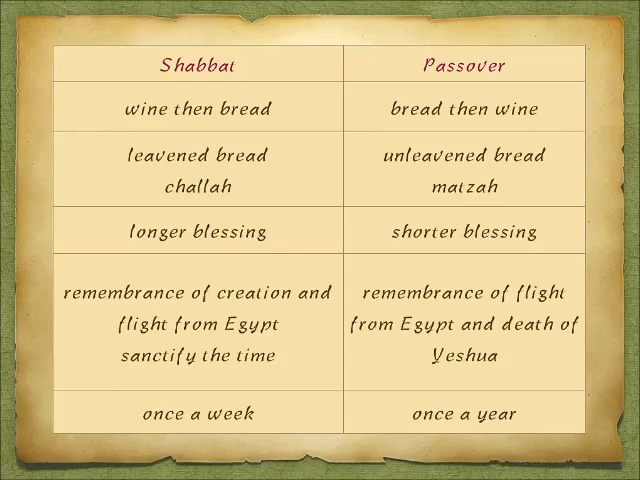 Shabbat
Passover
wine then bread
bread then wine
leavened bread
challah
unleavened bread
matzah
longer blessing
shorter blessing
remembrance of creation and
flight from Egypt
sanctify the time
remembrance of flight
from Egypt and death of
Yeshua
once a week
once a year